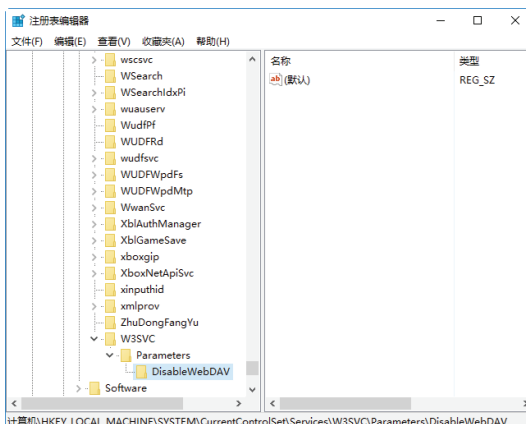 注册表编辑器
文件(F) 编辑(E) 查看(V) 收藏夹(A) 帮助(H)
名称 类型
(默认) REG_SZ
wscsvc
WSearch
WSearchIdxPi
wuauserv
WudfPf
WUDFRd
wudfsvc
WUDFWpdFs
WUDFWpdMtp
WwanSvc
XblAuthManager
XblGameSave
xboxgip
XboxNetApiSvc
xinputhid
xmlprov
ZhuDongFangYu
W3SVC
Parameters
DisableWebDAV
Software
计算机\HKEY_LOCAL_MACHINE\SYSTEM\CurrentControlSet\Services\W3SVC\Parameters\DisableWebDAV